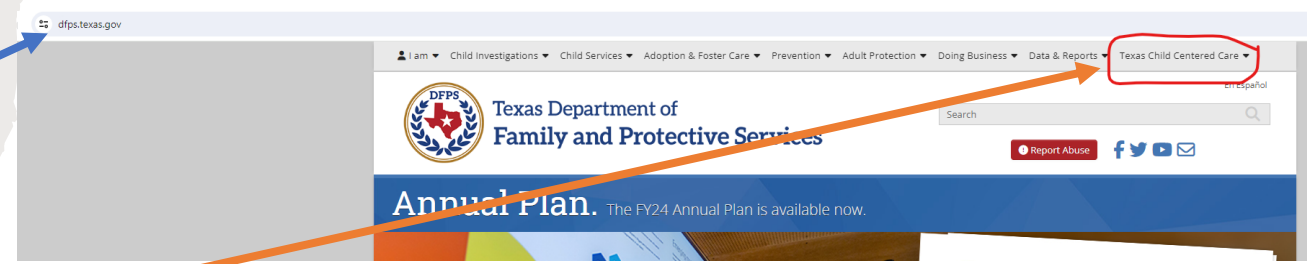 dfps.texas.gov
I am Child Investigations Child Services Adoption & Foster Care Prevention Adult Protection Doing Business Data & Reports Texas Child Centered Care
En Español
DFPS
Texas Department of
Family and Protective Services
Search
Report Abuse
Annual Plan. The FY24 Annual Plan is available now.